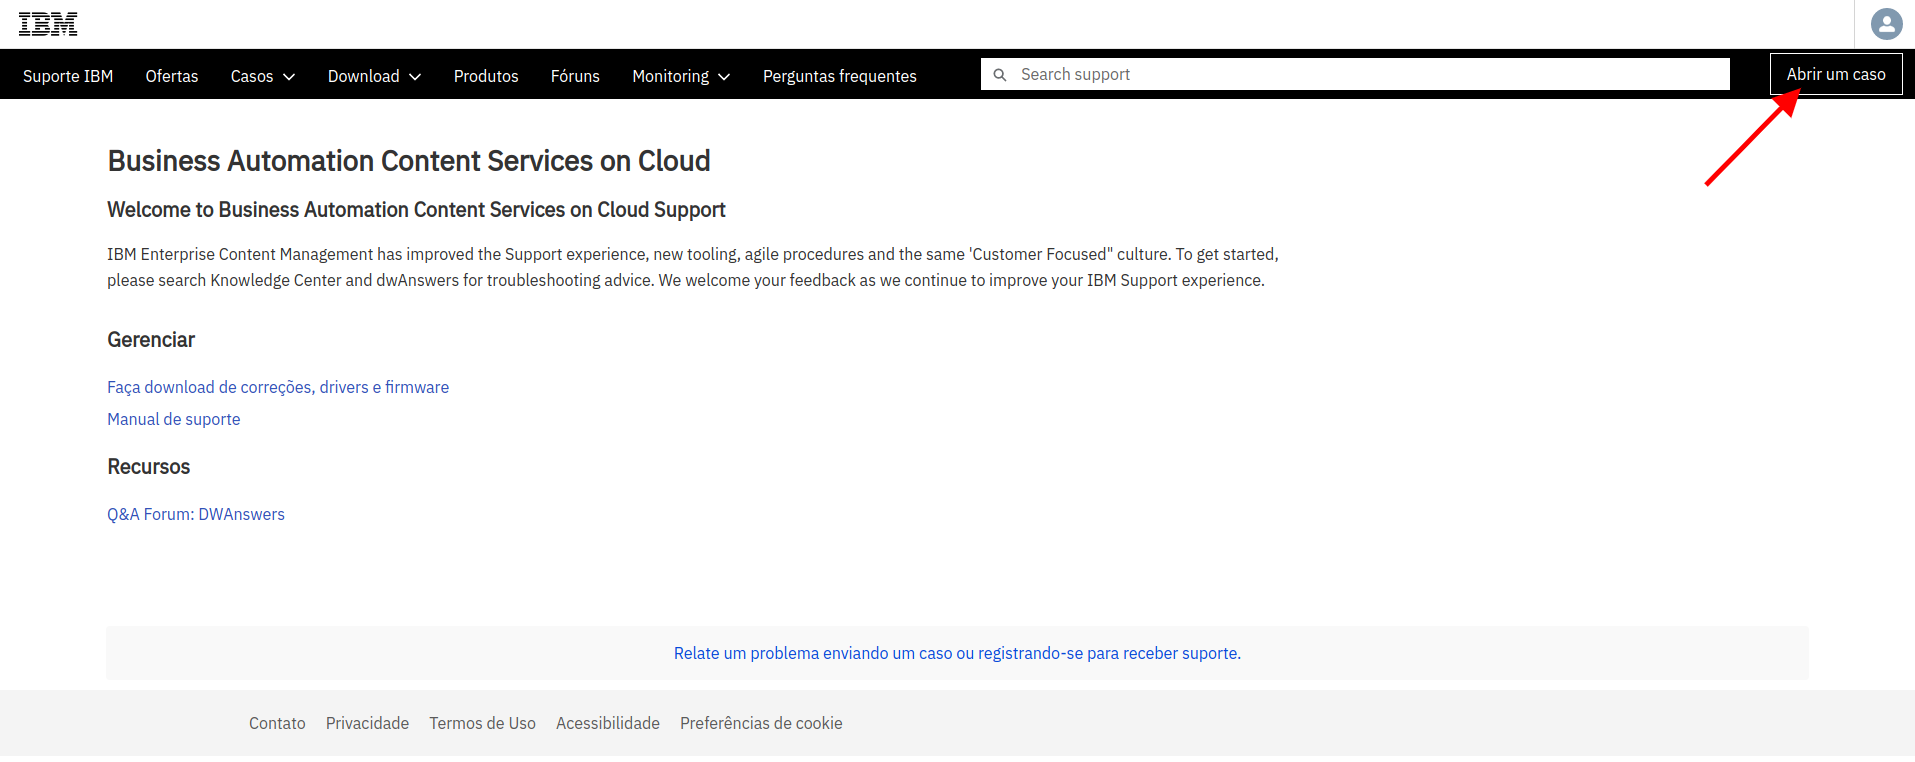 IBM
Suporte IBM Ofertas Casos Download Produtos Fóruns Monitoring Perguntas frequentes Search support Abrir um caso
Business Automation Content Services on Cloud
Welcome to Business Automation Content Services on Cloud Support
IBM Enterprise Content Management has improved the Support experience, new tooling, agile procedures and the same 'Customer Focused" culture. To get started,
please search Knowledge Center and dwAnswers for troubleshooting advice. We welcome your feedback as we continue to improve your IBM Support experience.
Gerenciar
Faça download de correções, drivers e firmware
Manual de suporte
Recursos
Q&A Forum: DWAnswers
Relate um problema enviando um caso ou registrando-se para receber suporte.
Contato Privacidade Termos de Uso Acessibilidade Preferências de cookie